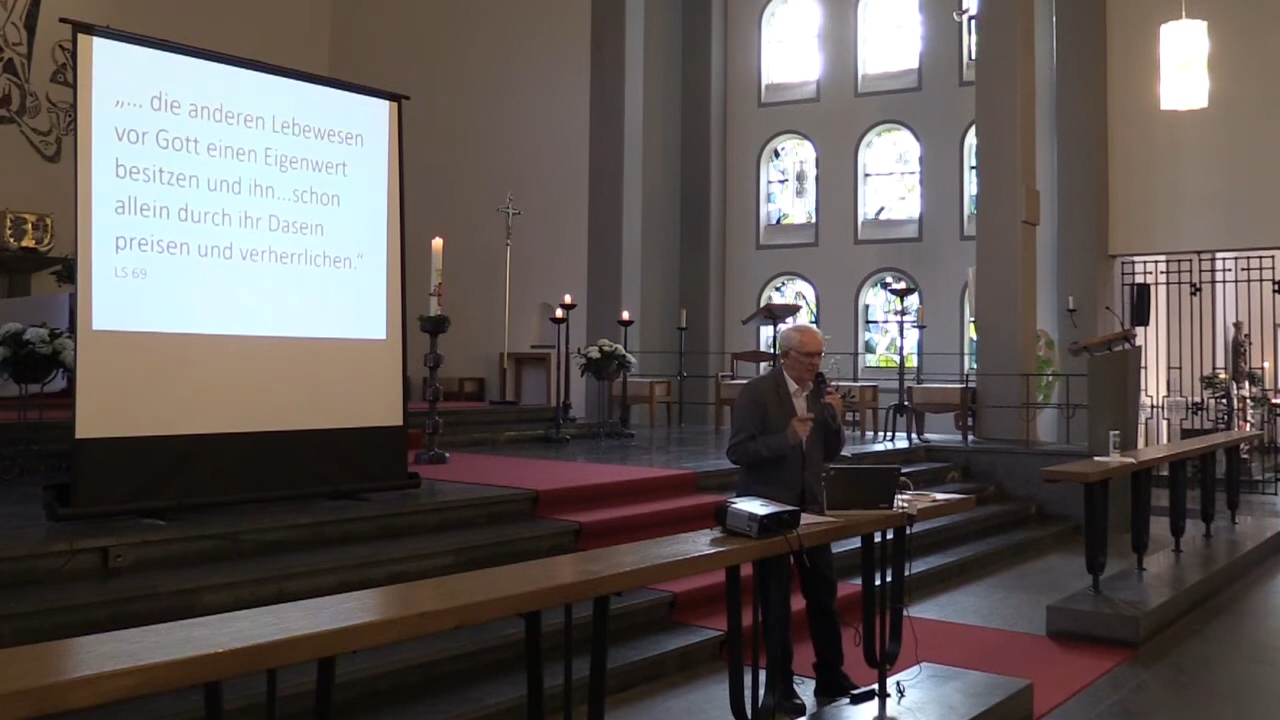 „... die anderen Lebewesen
vor Gott einen Eigenwert
besitzen und ihn...schon
allein durch ihr Dasein
preisen und verherrlichen.“
LS 69